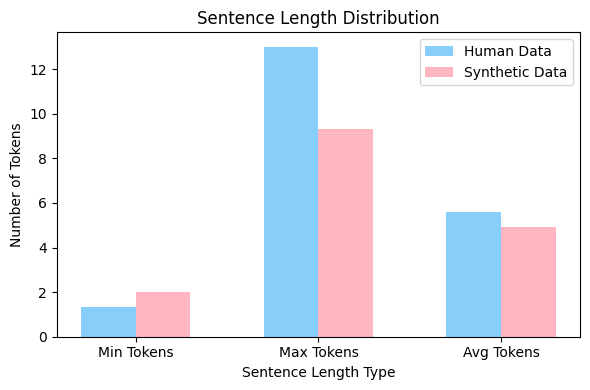 Sentence Length Distribution
Human Data
Synthetic Data
Number of Tokens
12
10
8
6
4
2
0
Min Tokens
Max Tokens
Avg Tokens
Sentence Length Type